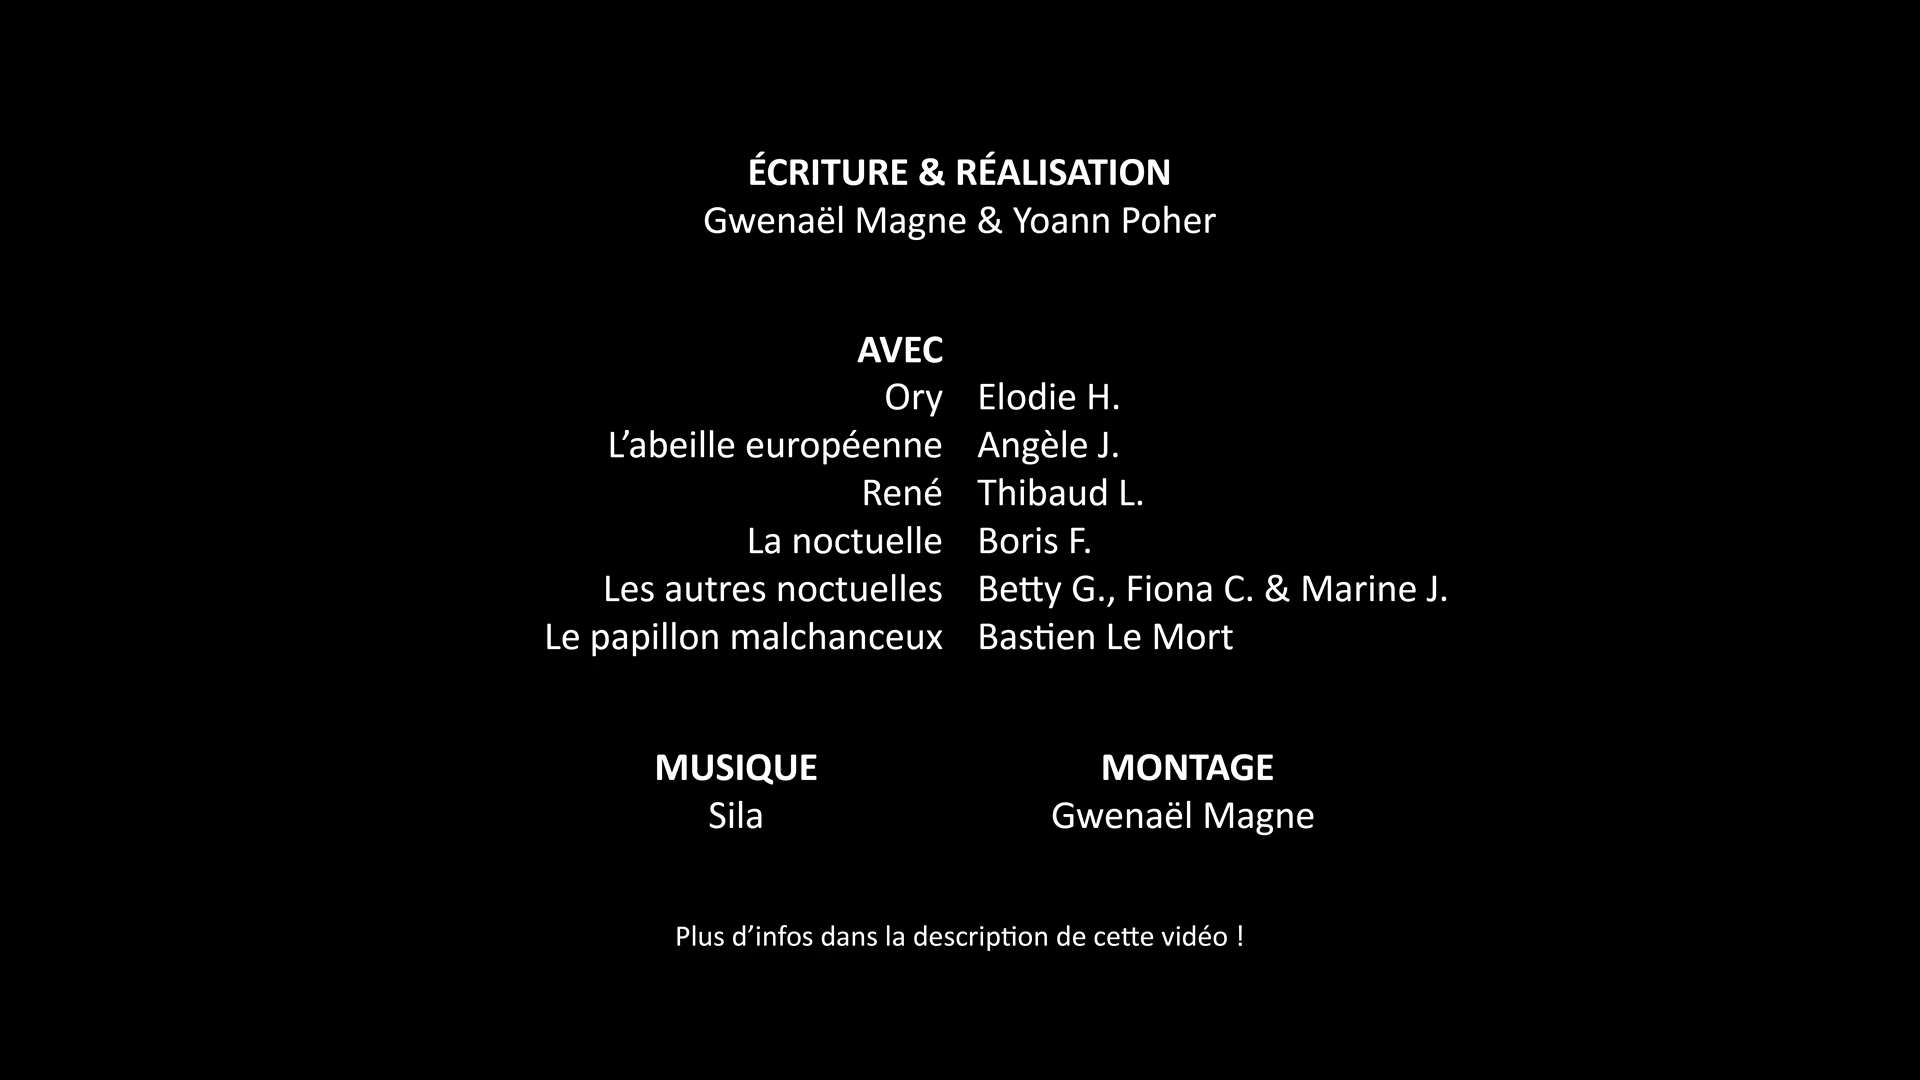 ÉCRITURE & RÉALISATION
Gwenaël Magne & Yoann Poher
AVEC
Ory Elodie H.
L’abeille européenne Angèle J.
René Thibaud L.
La noctuelle Boris F.
Les autres noctuelles Betty G., Fiona C. & Marine J.
Le papillon malchanceux Bastien Le Mort
MUSIQUE
Sila
MONTAGE
Gwenaël Magne
Plus d’infos dans la description de cette vidéo !